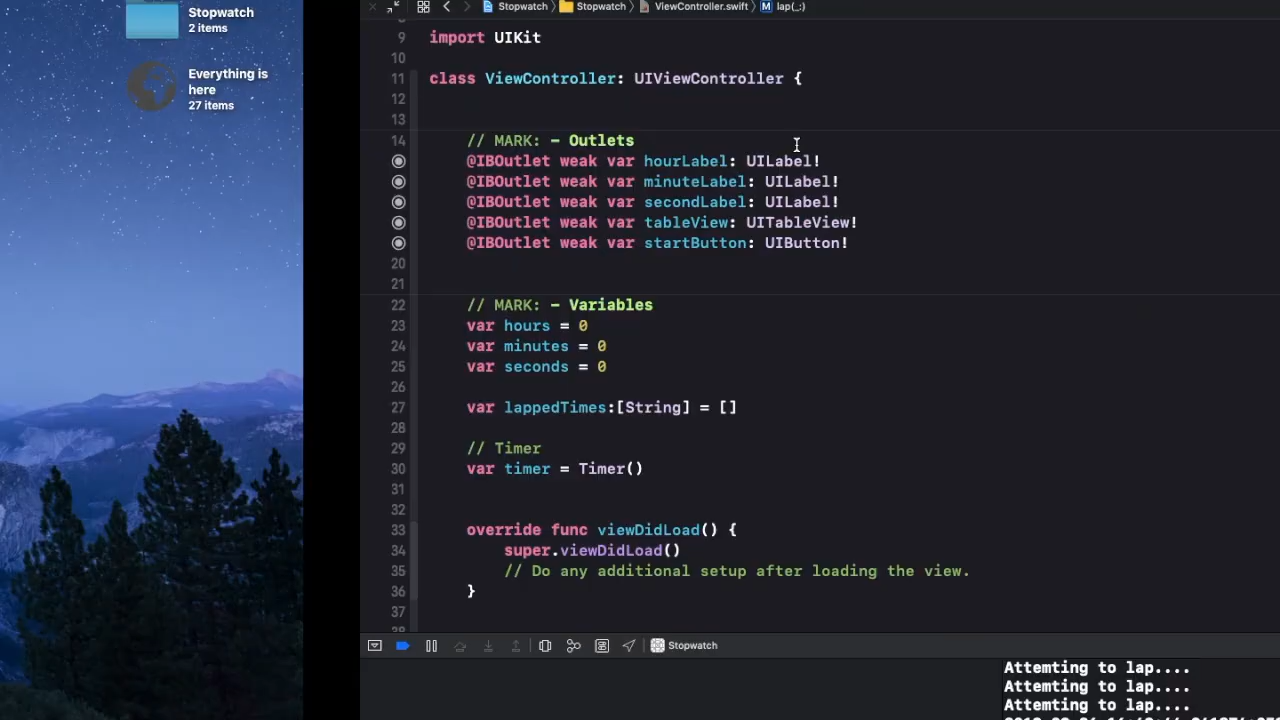 Stopwatch
2 items
Everything is
here
27 items
Stopwatch
Stopwatch
ViewController.swift
M lap(_:)
9 import UIKit
10
11 class ViewController: UIViewController {
12
13
14 // MARK: - Outlets
@IBOutlet weak var hourLabel: UILabel!
@IBOutlet weak var minuteLabel: UILabel!
@IBOutlet weak var secondLabel: UILabel!
@IBOutlet weak var tableView: UITableView!
@IBOutlet weak var startButton: UIButton!
20
21
22 // MARK: - Variables
23 var hours = 0
24 var minutes = 0
25 var seconds = 0
26
27 var lappedTimes:[String] = []
28
29 // Timer
30 var timer = Timer()
31
32
33 override func viewDidLoad() {
34 super.viewDidLoad()
35 // Do any additional setup after loading the view.
36 }
37
Stopwatch
Attemting to lap....
Attemting to lap....
Attemting to lap....